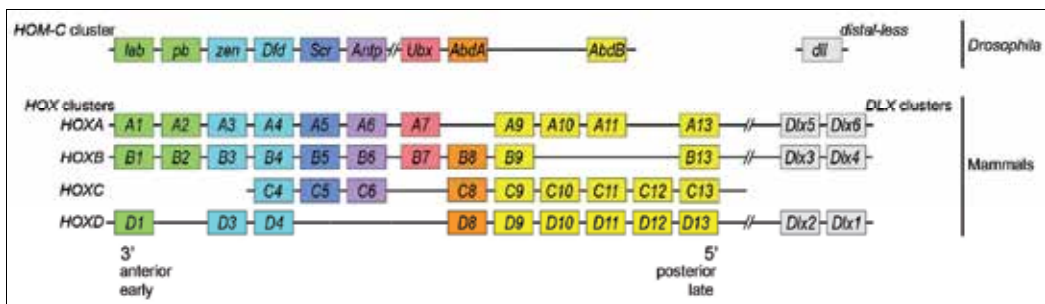 HOM-C cluster distal-less
lab pb zen Dfd Scr Antp Ubx AbdA AbdB dll Drosophila
HOX clusters DLX clusters
HOXA A1 A2 A3 A4 A5 A6 A7 A9 A10 A11 A13 Dlx5 Dlx6
HOXB B1 B2 B3 B4 B5 B6 B7 B8 B9 B13 Dlx3 Dlx4
Mammals
HOXC C4 C5 C6 C8 C9 C10 C11 C12 C13
HOXD D1 D3 D4 D8 D9 D10 D11 D12 D13 Dlx2 Dlx1
3' 5'
anterior posterior
early late